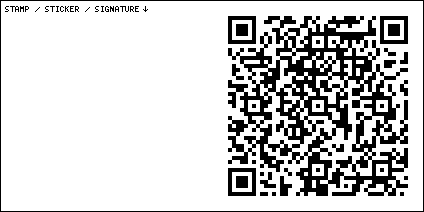 STAMP / STICKER / SIGNATURE ↓